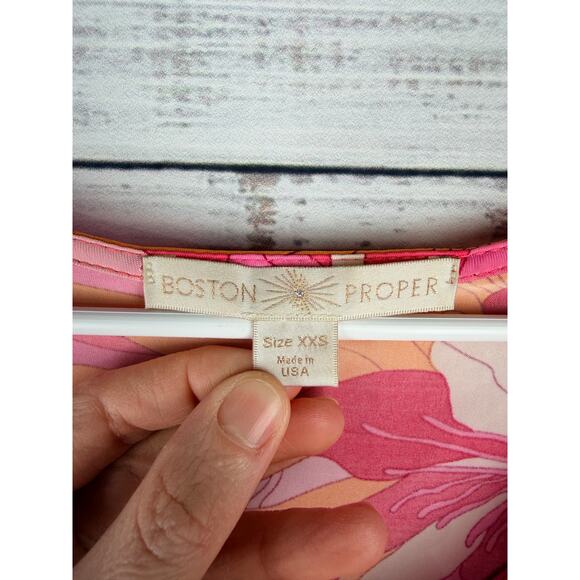 BOSTON PROPER
Size XXS
Made in
USA